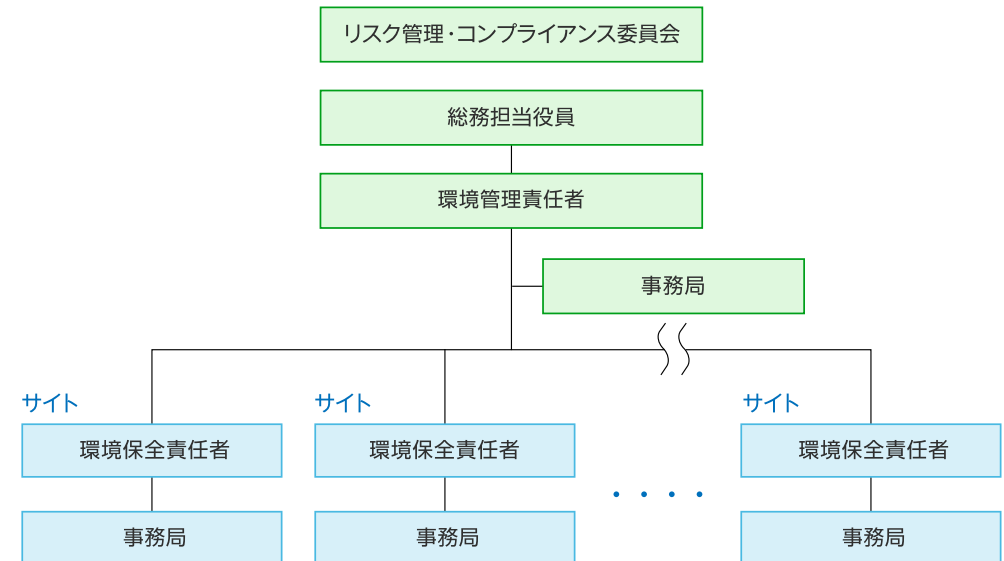 リスク管理・コンプライアンス委員会
総務担当役員
環境管理責任者
事務局
サイト
サイト
サイト
環境保全責任者
環境保全責任者
環境保全責任者
事務局
事務局
事務局